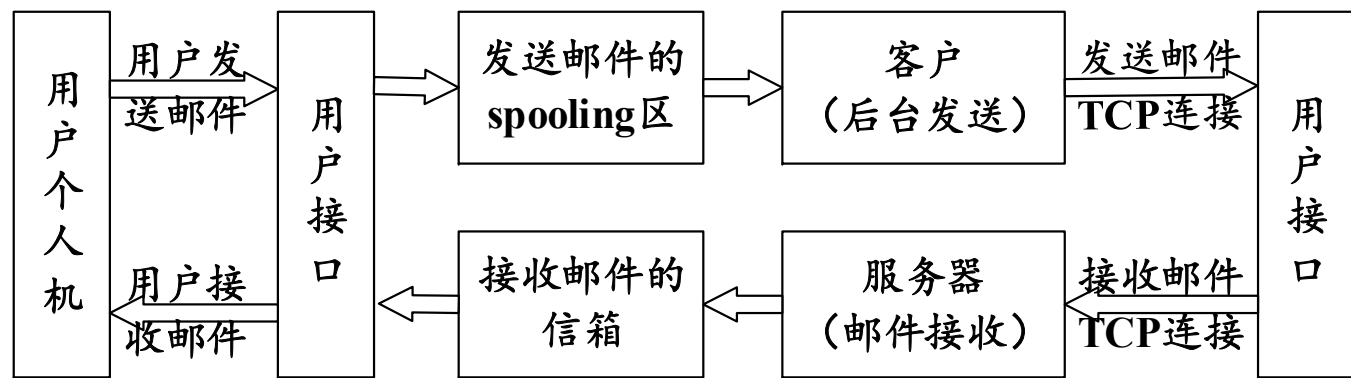 用户个人机
用户发
送邮件
用户接口
发送邮件的
spooling区
客户
（后台发送）
发送邮件
TCP连接
用户接口
用户接
收邮件
接收邮件的
信箱
服务器
（邮件接收）
接收邮件
TCP连接